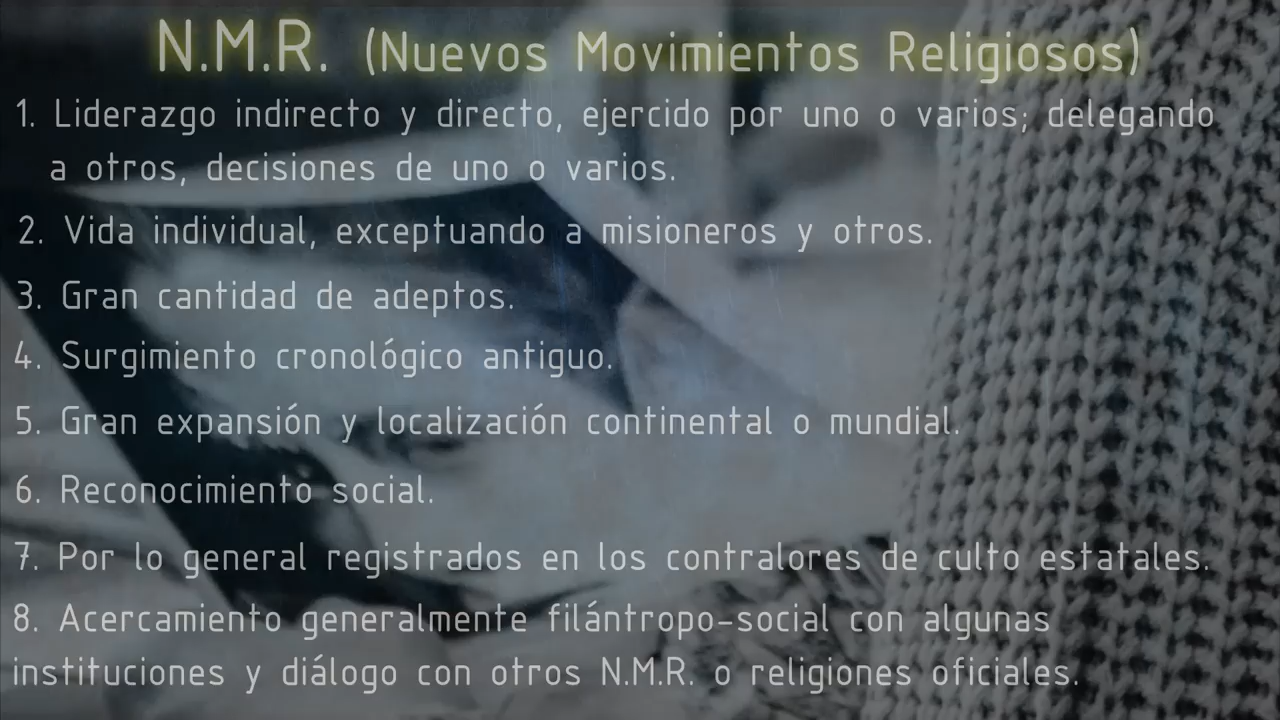 N.M.R. (Nuevos Movimientos Religiosos)
1. Liderazgo indirecto y directo, ejercido por uno o varios; delegando
a otros, decisiones de uno o varios.
2. Vida individual, exceptuando a misioneros y otros.
3. Gran cantidad de adeptos.
4. Surgimiento cronológico antiguo.
5. Gran expansión y localización continental o mundial.
6. Reconocimiento social.
7. Por lo general registrados en los contralores de culto estatales.
8. Acercamiento generalmente filántropo-social con algunas
instituciones y diálogo con otros N.M.R. o religiones oficiales.